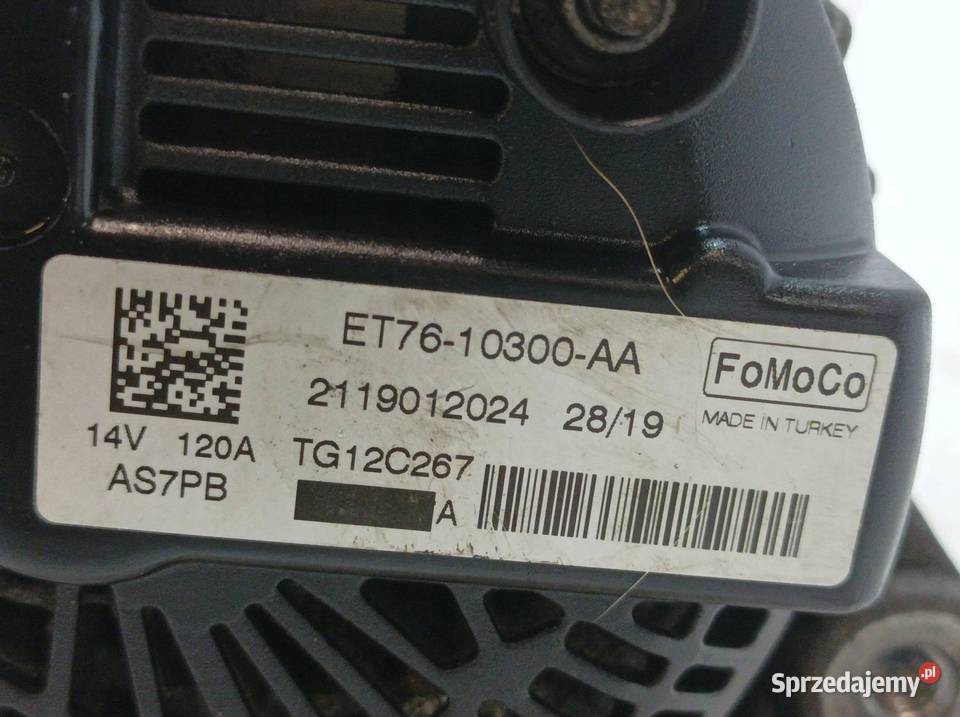 ET76-10300-AA
2119012024 28/19
FoMoCo
MADE IN TURKEY
14V 120A TG12C267
AS7PB
A
Sprzedajemy.pl